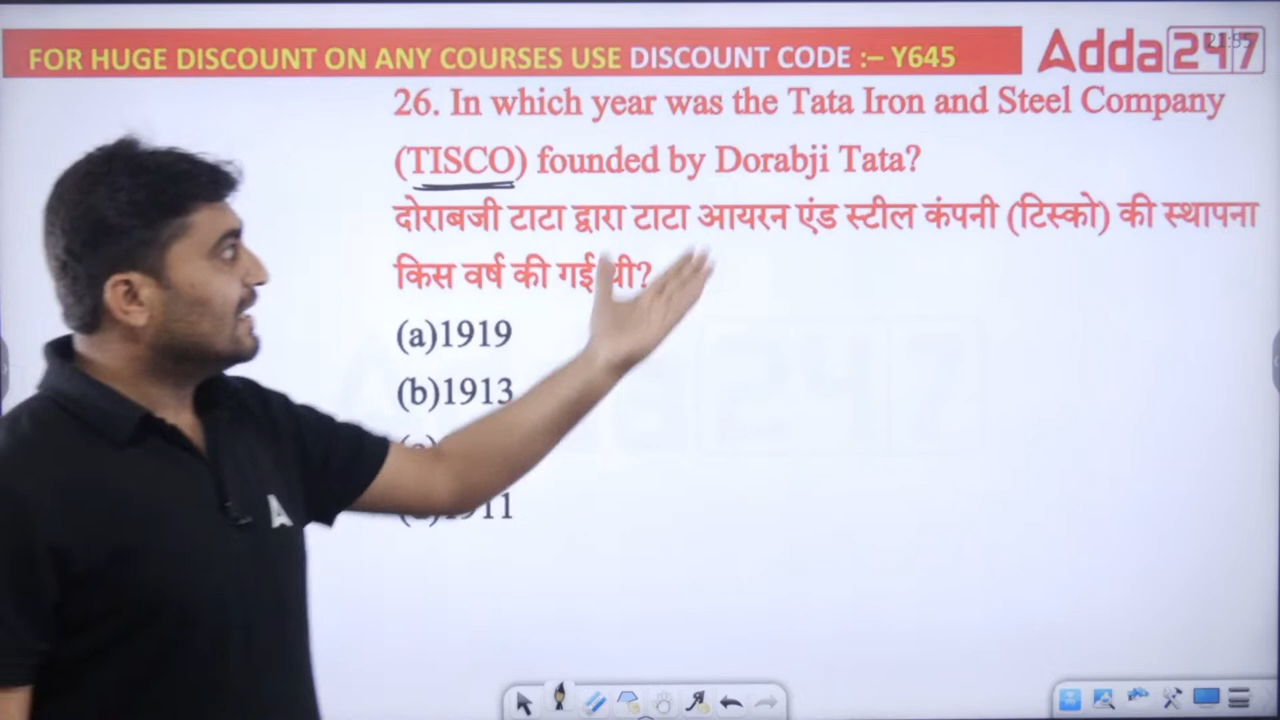 FOR HUGE DISCOUNT ON ANY COURSES USE DISCOUNT CODE :– Y645
Adda247
26. In which year was the Tata Iron and Steel Company
(TISCO) founded by Dorabji Tata?
दोराबजी टाटा द्वारा टाटा आयरन एंड स्टील कंपनी (टिस्को) की स्थापना
किस वर्ष की गई थी?
(a)1919
(b)1913